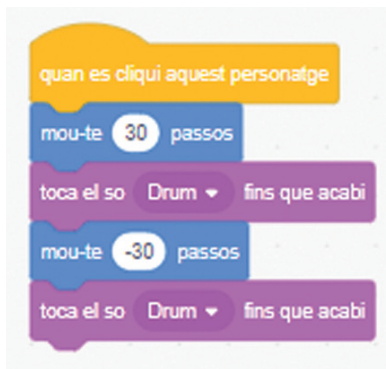 quan es cliqui aquest personatge
mou-te 30 passos
toca el so Drum fins que acabi
mou-te -30 passos
toca el so Drum fins que acabi